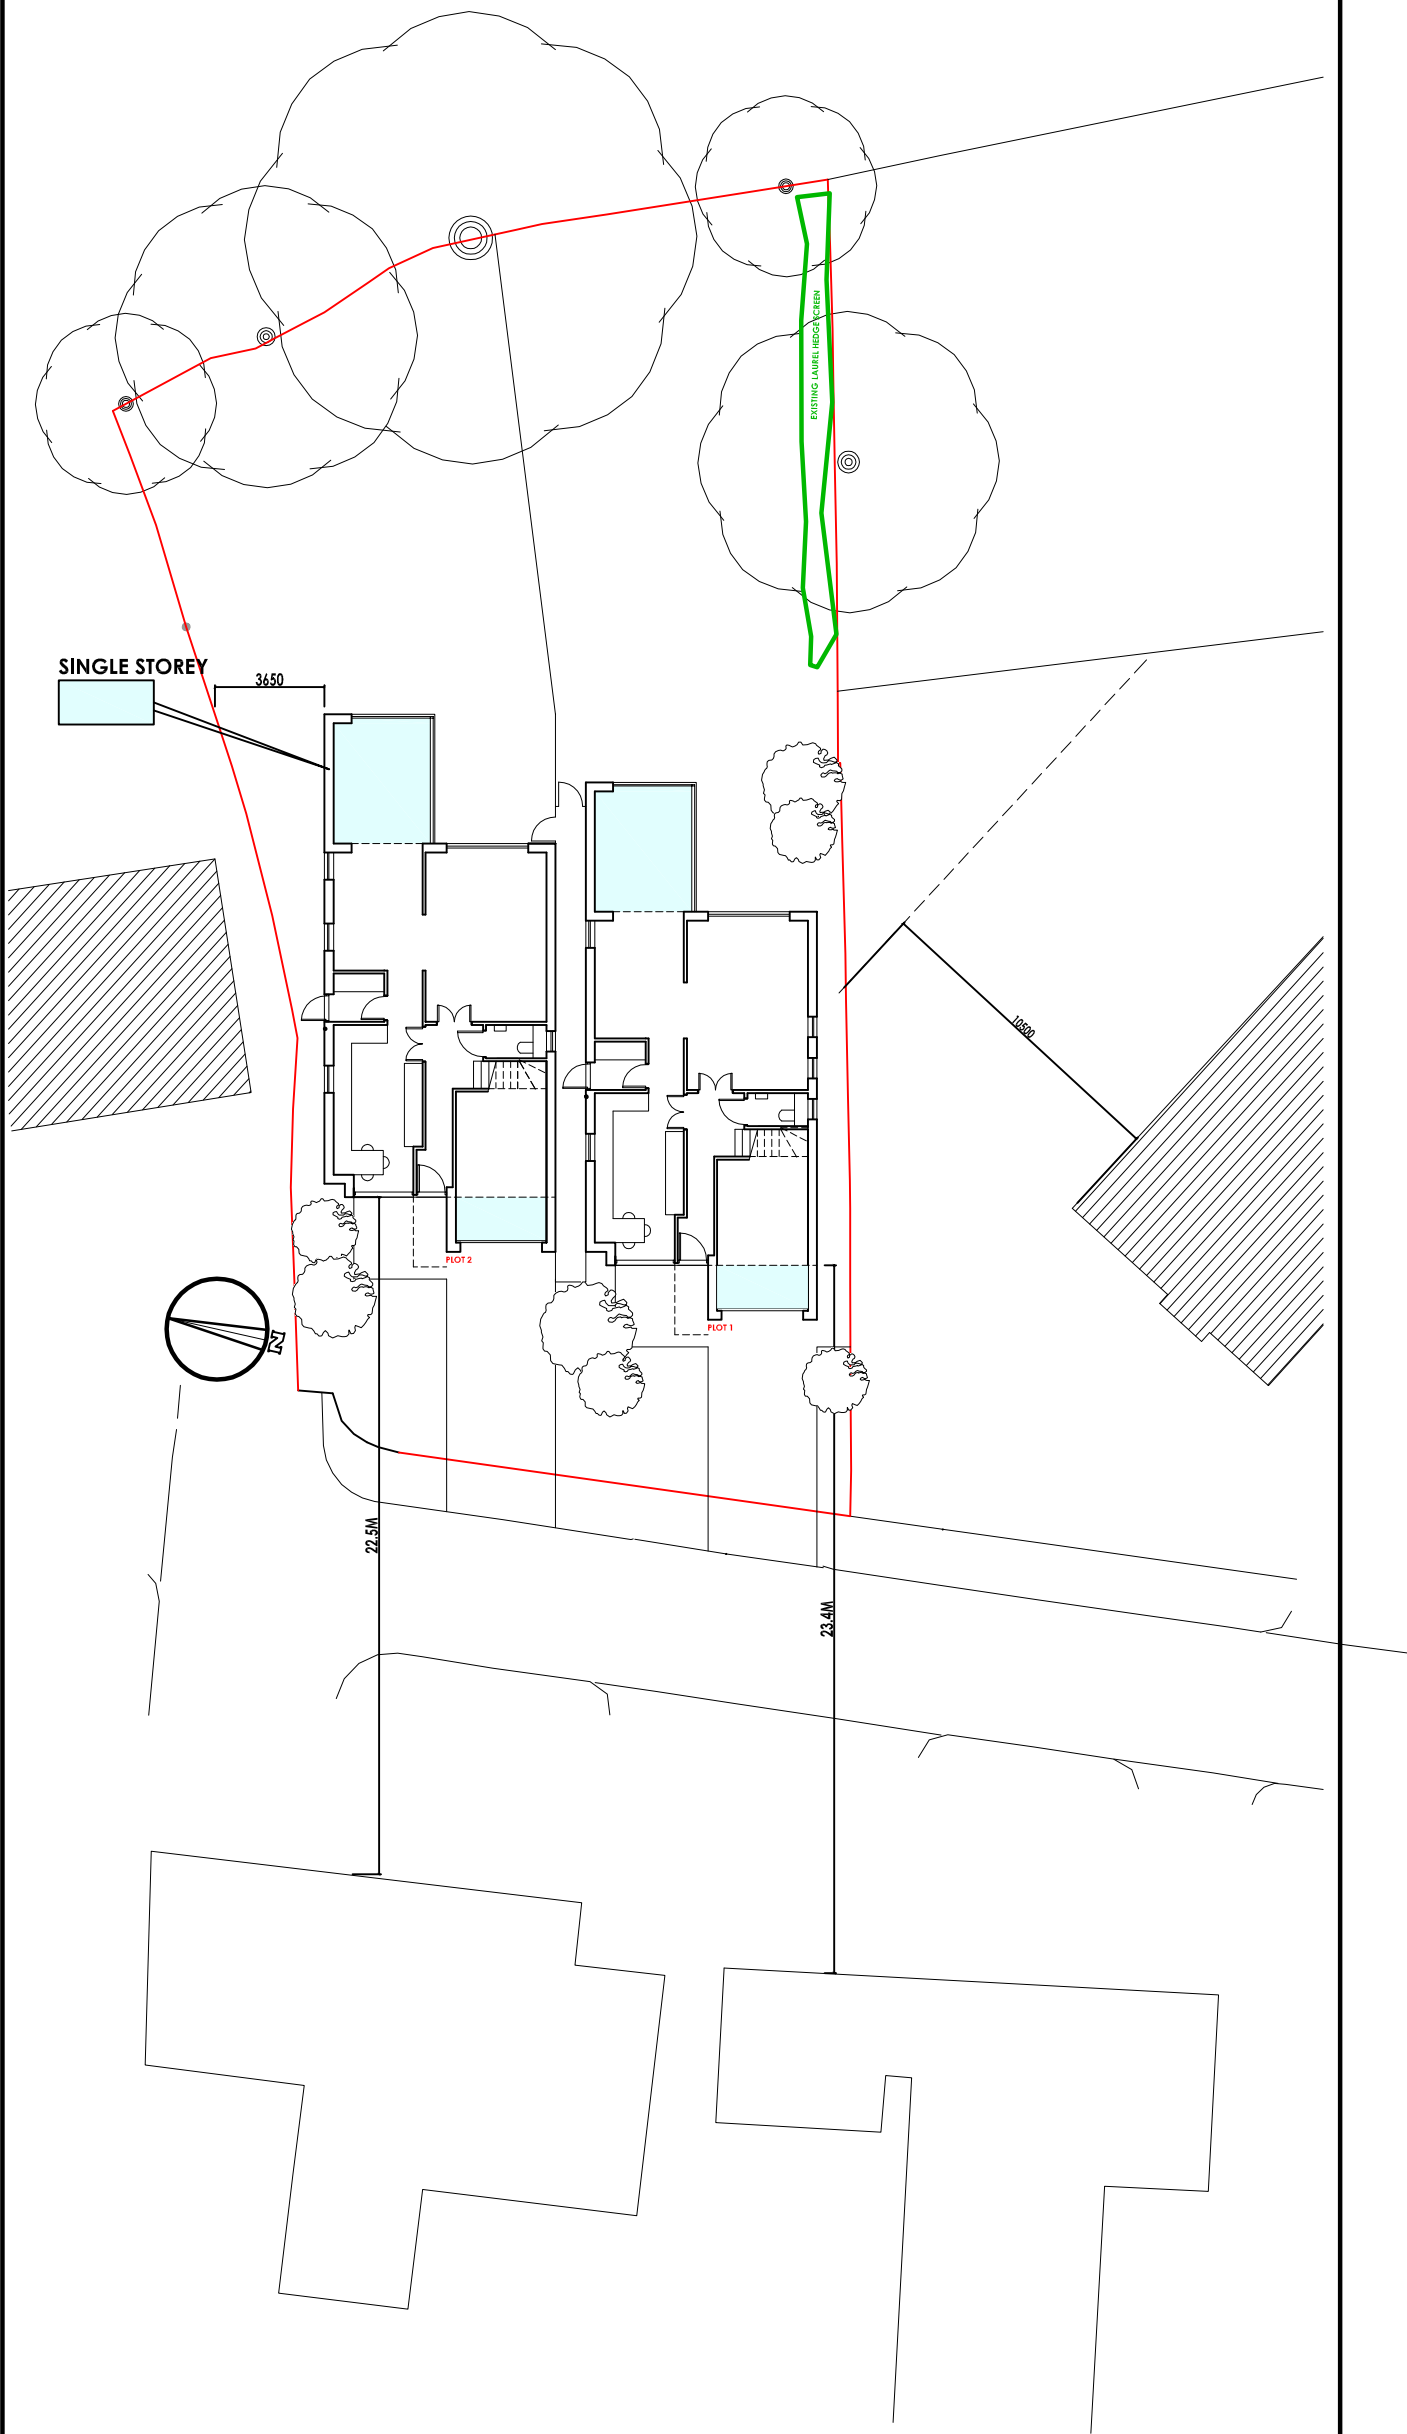 EXISTING LAUREL HEDGE SCREEN
SINGLE STOREY
3650
10500
PLOT 2
PLOT 1
N
22.5M
23.4M